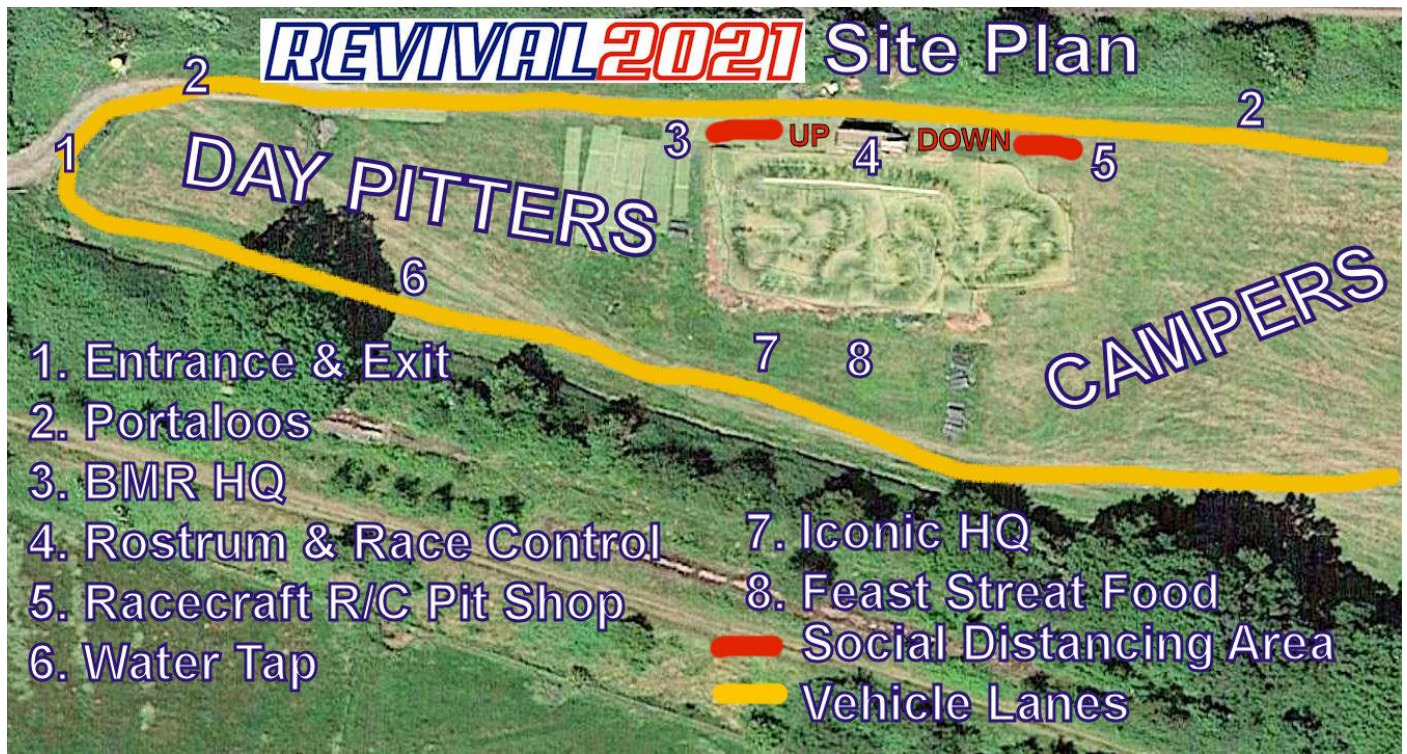 REVIVAL2021 Site Plan
2
2
3
UP
4
DOWN
5
1
DAY PITTERS
6
CAMPERS
7
8
1. Entrance & Exit
2. Portaloos
3. BMR HQ
4. Rostrum & Race Control
5. Racecraft R/C Pit Shop
6. Water Tap
7. Iconic HQ
8. Feast Streat Food
Social Distancing Area
Vehicle Lanes